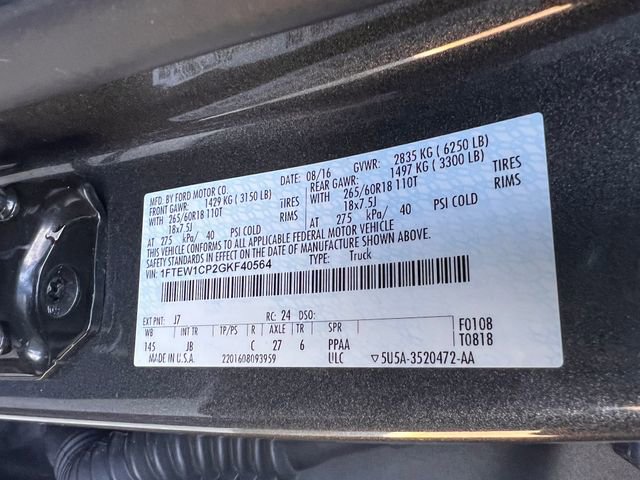 MFD. BY FORD MOTOR CO.
DATE: 08/16 GVWR: 2835 KG ( 6250 LB)
FRONT GAWR: 1429 KG ( 3150 LB) REAR GAWR: 1497 KG ( 3300 LB)
WITH 265/60R18 110T TIRES WITH 265/60R18 110T TIRES
18x7.5J RIMS 18x7.5J RIMS
AT 275 kPa/ 40 PSI COLD AT 275 kPa/ 40 PSI COLD
THIS VEHICLE CONFORMS TO ALL APPLICABLE FEDERAL MOTOR VEHICLE SAFETY AND BUMPER
STANDARDS IN EFFECT ON THE DATE OF MANUFACTURE SHOWN ABOVE.
VIN: 1FTEW1CP2GKF40564 TYPE: Truck
EXT PNT: J7 RC: 24 DSO: F0108
WB INT TR TP/PS R AXLE TR SPR T0818
145 JB C 27 6 PPAA
MADE IN U.S.A. 2201608093959 ULC ▽5U5A-3520472-AA